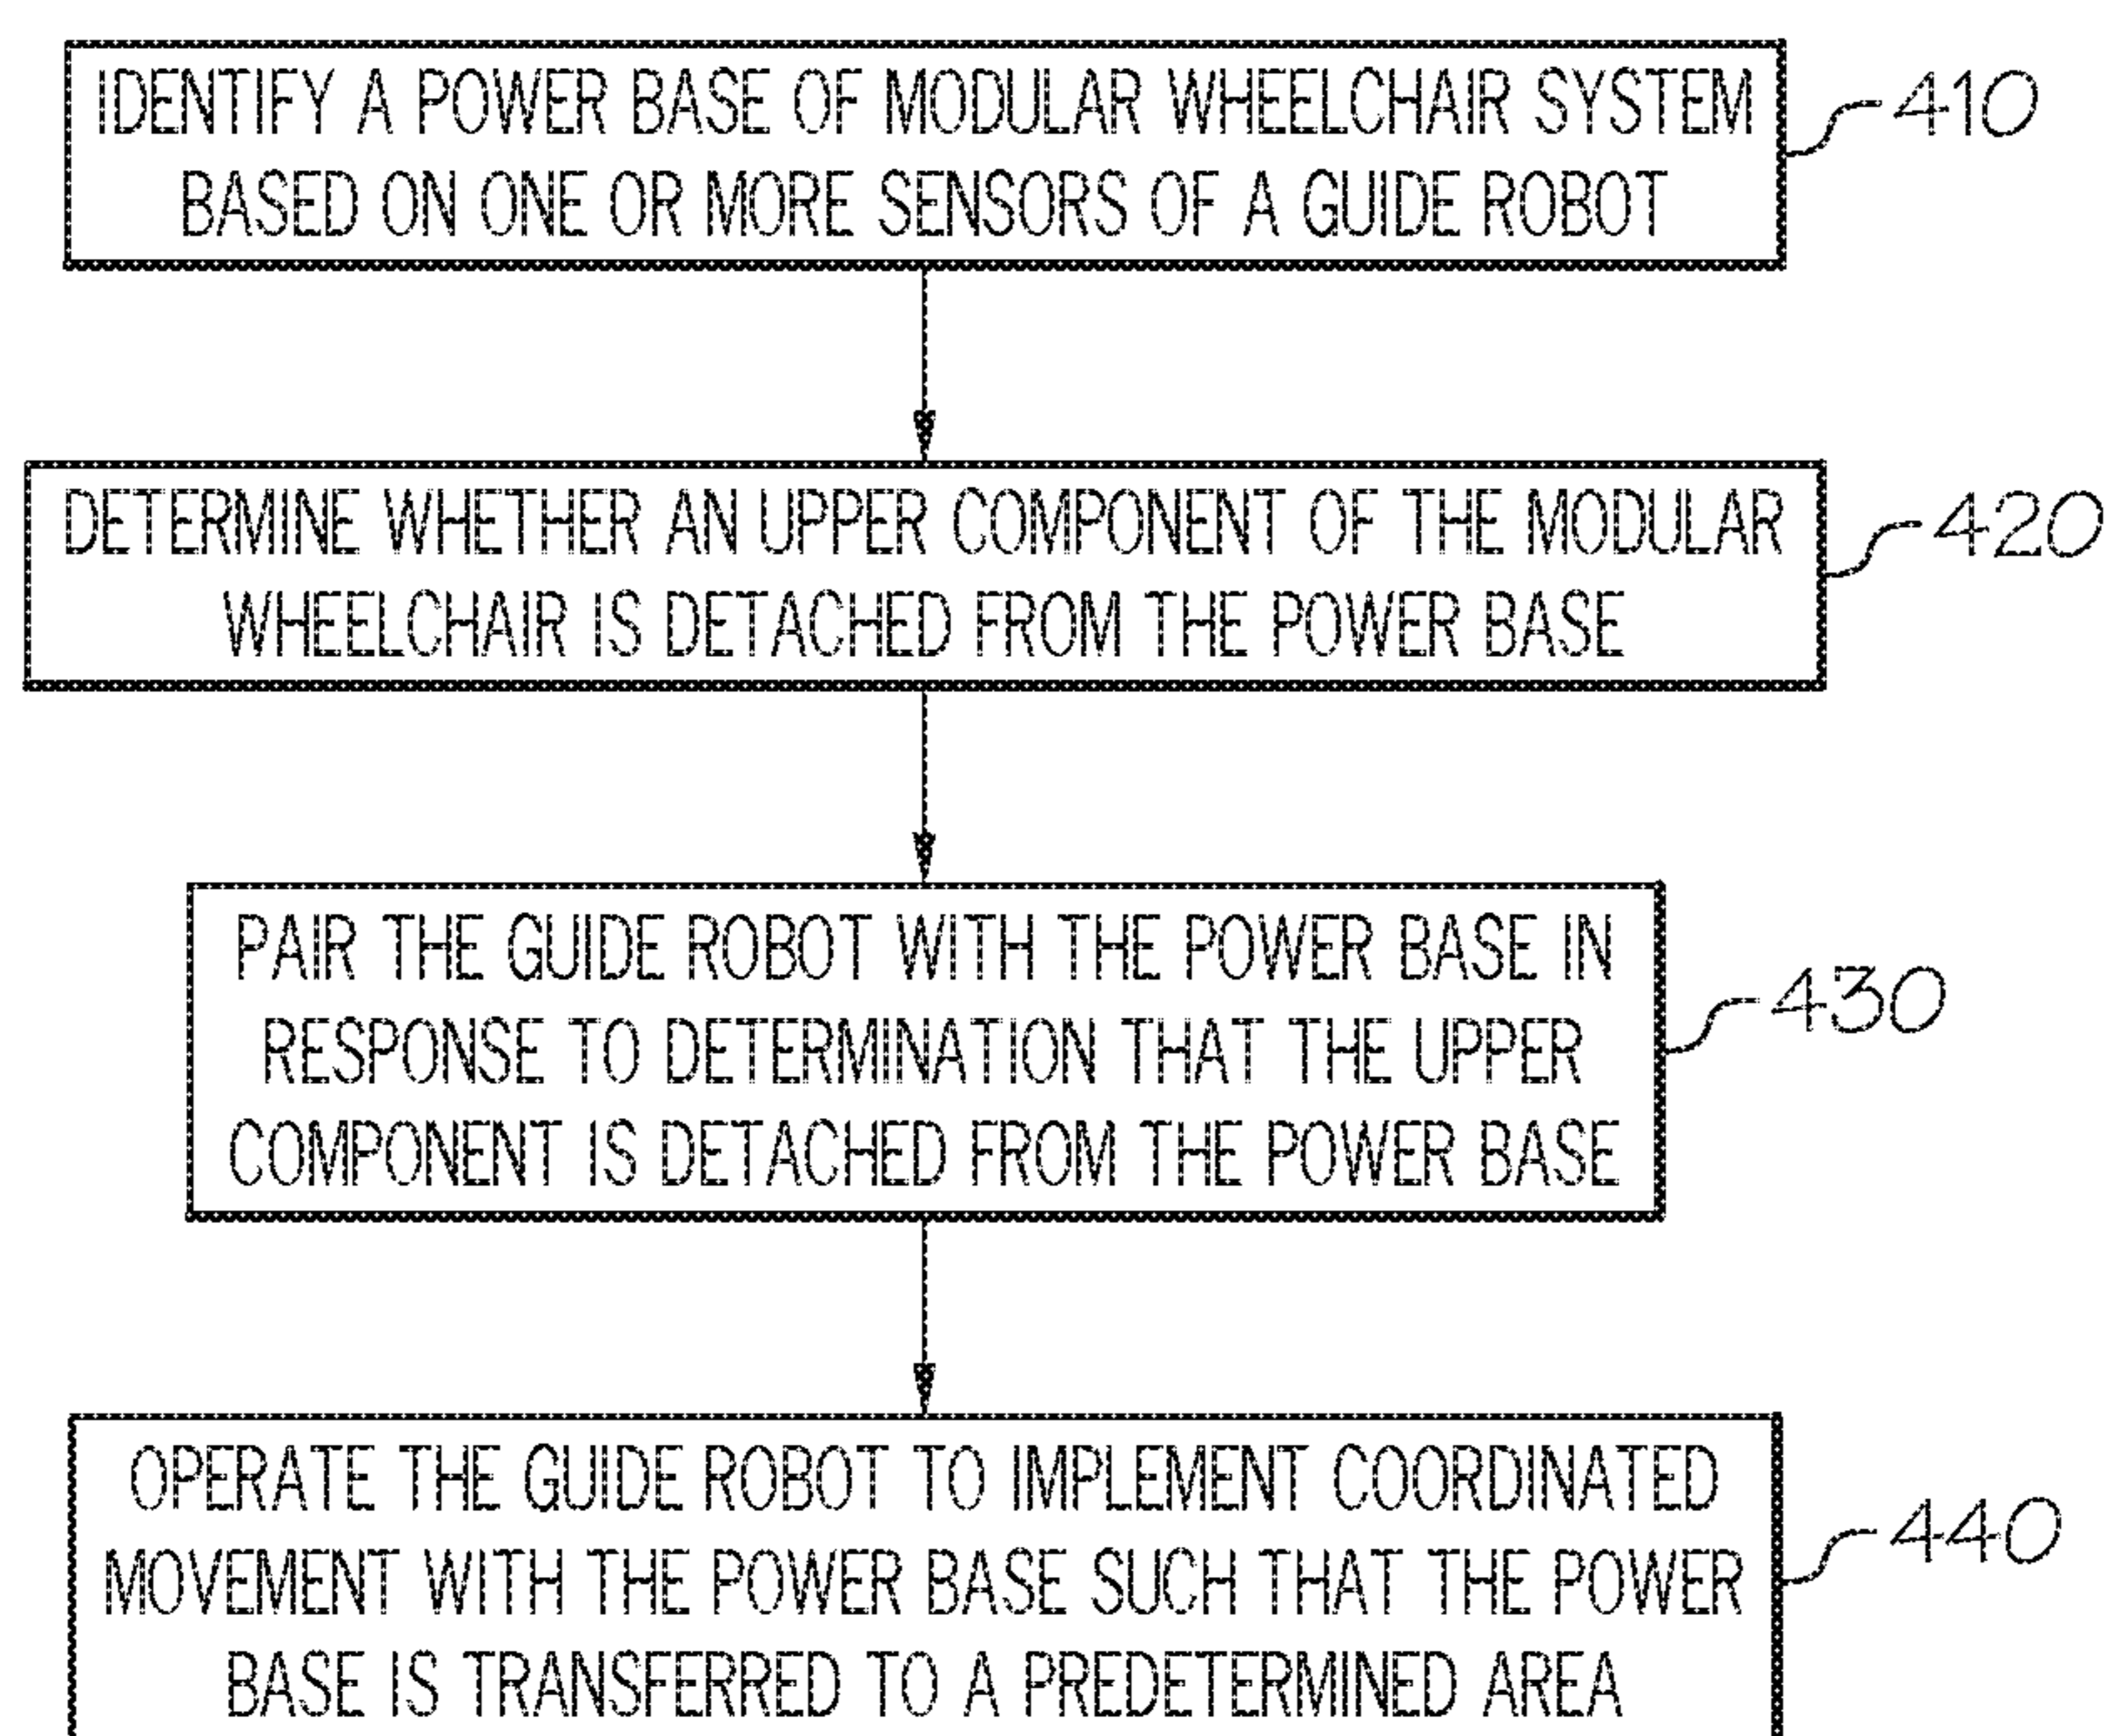 IDENTIFY A POWER BASE OF MODULAR WHEELCHAIR SYSTEM
BASED ON ONE OR MORE SENSORS OF A GUIDE ROBOT
410
DETERMINE WHETHER AN UPPER COMPONENT OF THE MODULAR
WHEELCHAIR IS DETACHED FROM THE POWER BASE
420
PAIR THE GUIDE ROBOT WITH THE POWER BASE IN
RESPONSE TO DETERMINATION THAT THE UPPER
COMPONENT IS DETACHED FROM THE POWER BASE
430
OPERATE THE GUIDE ROBOT TO IMPLEMENT COORDINATED
MOVEMENT WITH THE POWER BASE SUCH THAT THE POWER
BASE IS TRANSFERRED TO A PREDETERMINED AREA
440